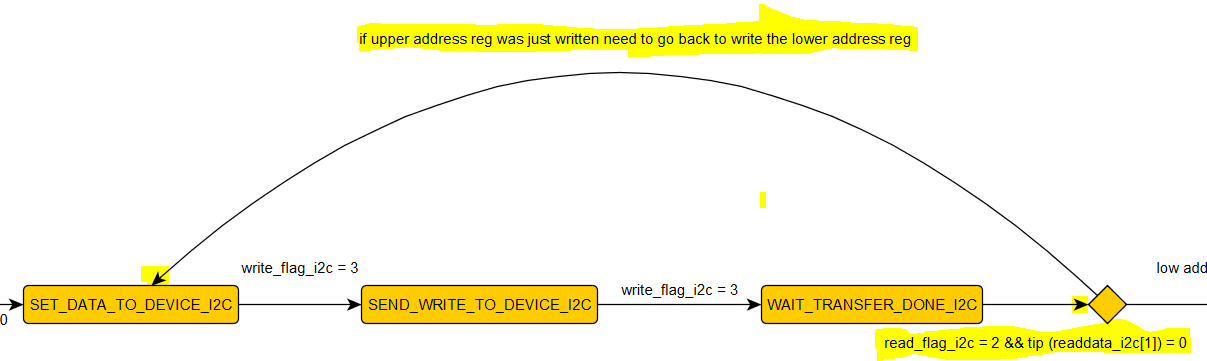 if upper address reg was just written need to go back to write the lower address reg
write_flag_i2c = 3
write_flag_i2c = 3
low add
SET_DATA_TO_DEVICE_I2C
SEND_WRITE_TO_DEVICE_I2C
WAIT_TRANSFER_DONE_I2C
0
read_flag_i2c = 2 && tip (readdata_i2c[1]) = 0